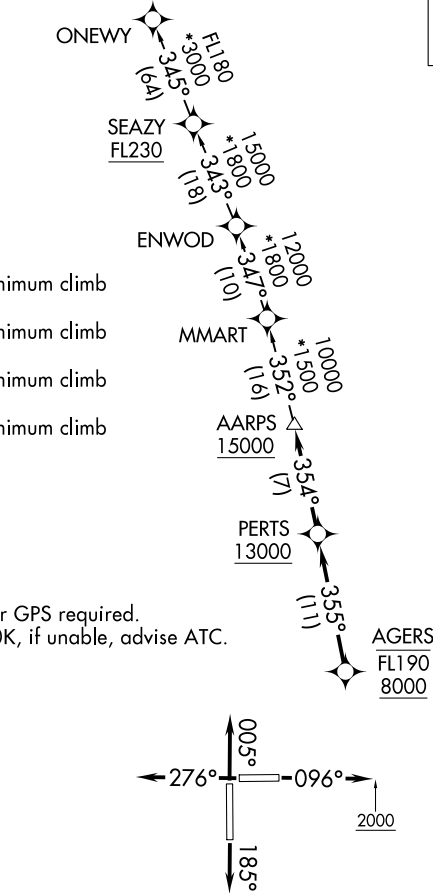 ONEWY
FL180
*3000
345°
(64)
SEAZY
FL230
15000
*1800
343°
(18)
ENWOD
12000
*1800
347°
(10)
nimum climb
MMART
nimum climb
10000
*1500
352°
(16)
nimum climb
AARPS
15000
nimum climb
354°
(7)
PERTS
13000
355°
(11)
r GPS required.
0K, if unable, advise ATC.
AGERS
FL190
8000
005°
276°
096°
185°
2000